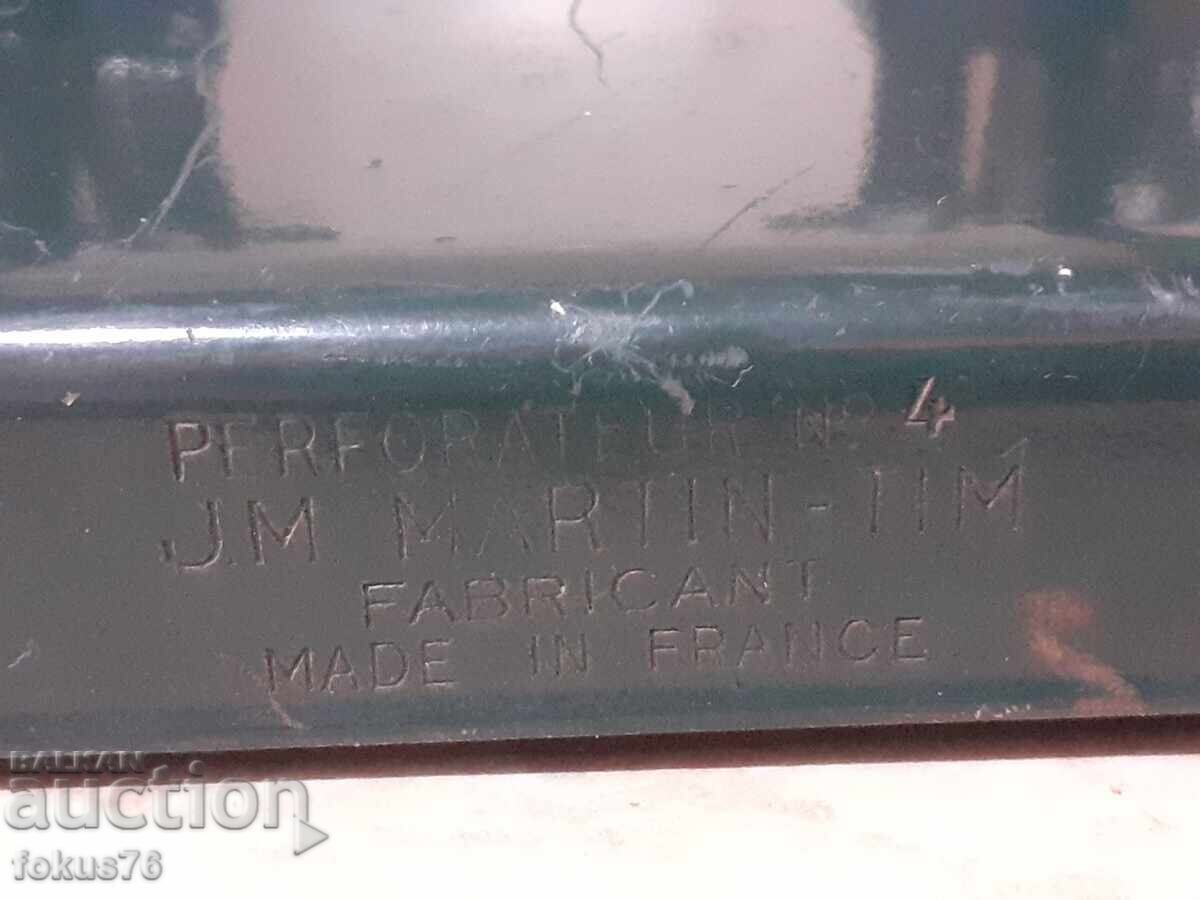 PERFORATEUR No 4
J.M. MARTIN-TIM
FABRICANT
MADE IN FRANCE
BALKAN
auction
fokus76